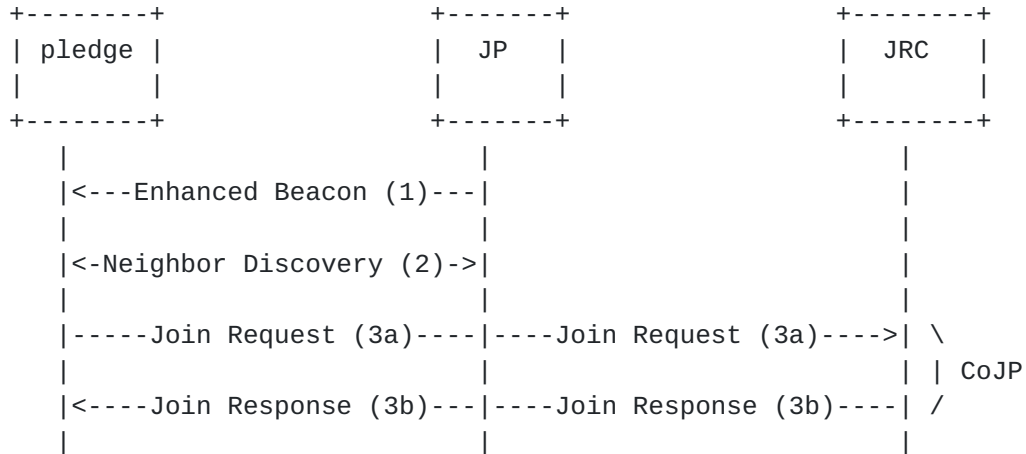 pledge JP JRC
<---Enhanced Beacon (1)---
<-Neighbor Discovery (2)->
-----Join Request (3a)----|----Join Request (3a)----> \
| CoJP
<----Join Response (3b)---|----Join Response (3b)---- /